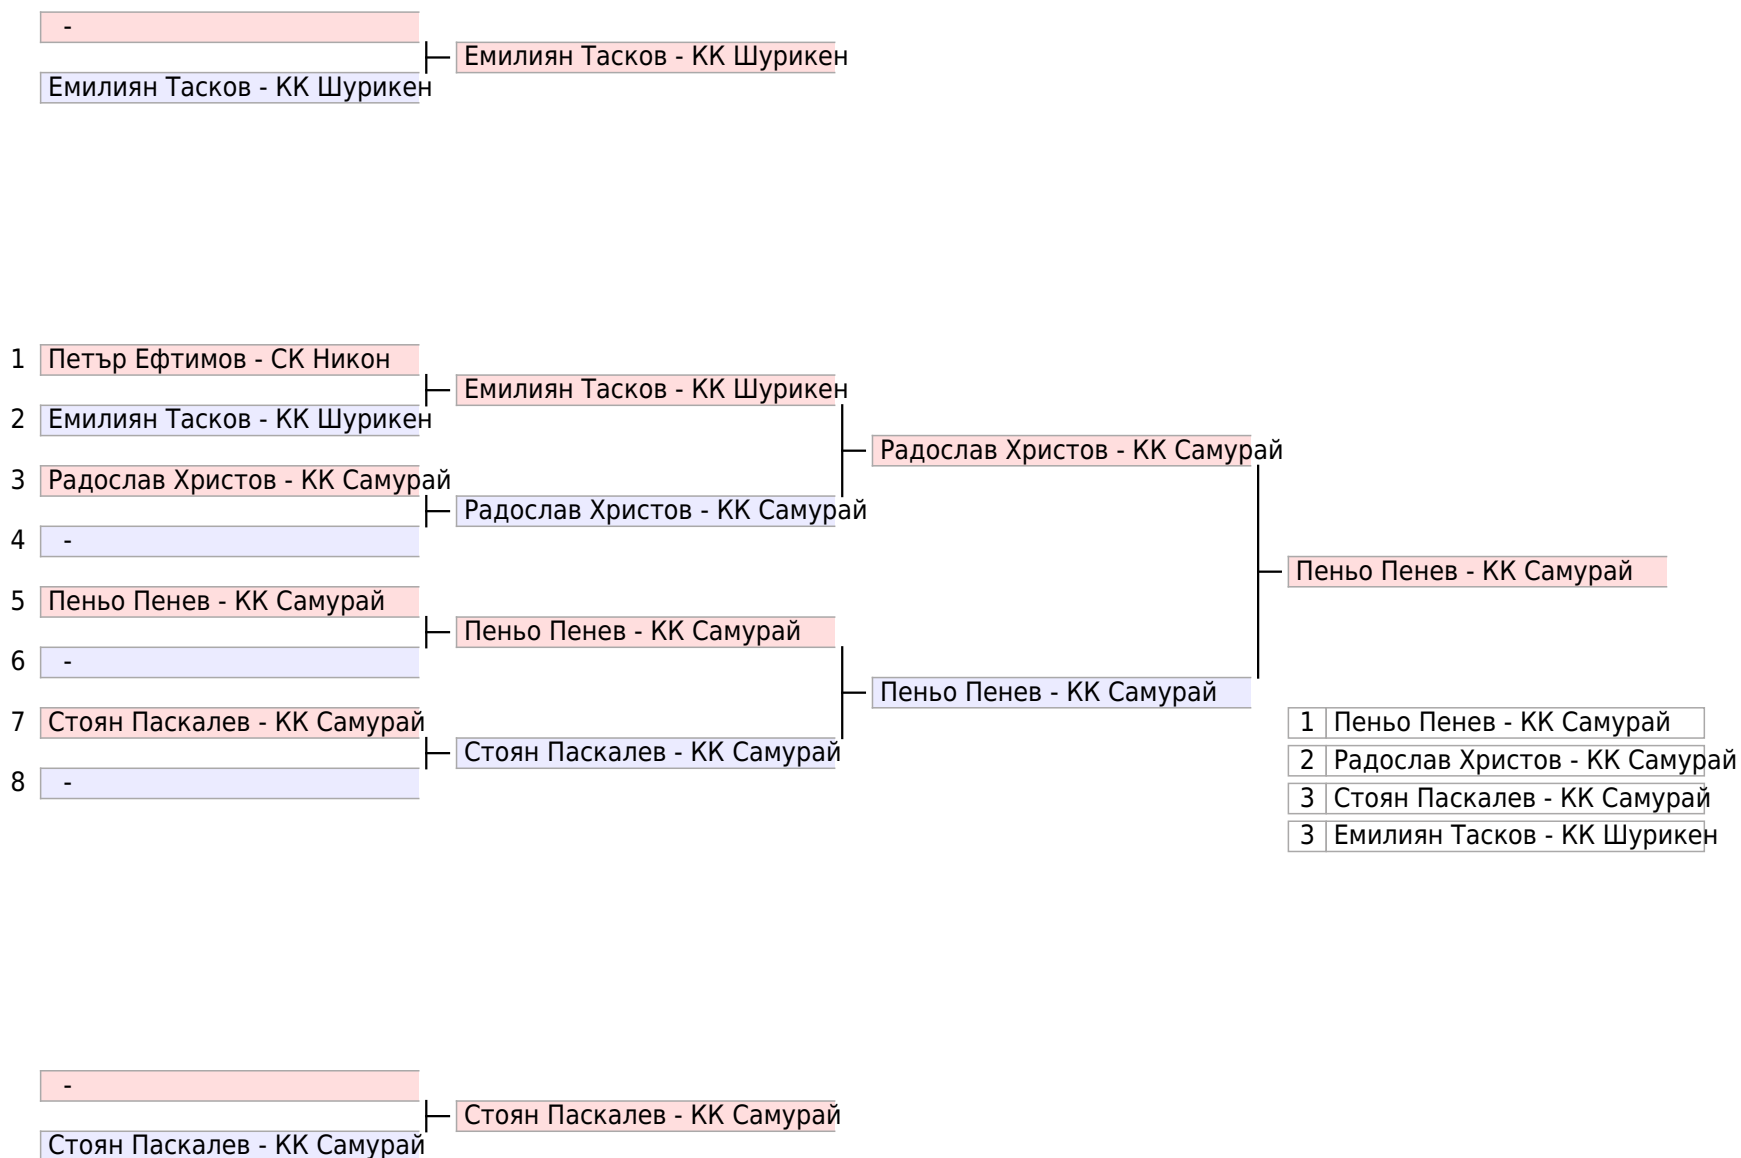 -
Емилиян Тасков - КК Шурикен
Емилиян Тасков - КК Шурикен
1 Петър Ефтимов - СК Никон
Емилиян Тасков - КК Шурикен
2 Емилиян Тасков - КК Шурикен
Радослав Христов - КК Самурай
3 Радослав Христов - КК Самурай
Радослав Христов - КК Самурай
4 -
Пеньо Пенев - КК Самурай
5 Пеньо Пенев - КК Самурай
Пеньо Пенев - КК Самурай
6 -
Пеньо Пенев - КК Самурай
7 Стоян Паскалев - КК Самурай
1 Пеньо Пенев - КК Самурай
Стоян Паскалев - КК Самурай
2 Радослав Христов - КК Самурай
8 -
3 Стоян Паскалев - КК Самурай
3 Емилиян Тасков - КК Шурикен
-
Стоян Паскалев - КК Самурай
Стоян Паскалев - КК Самурай